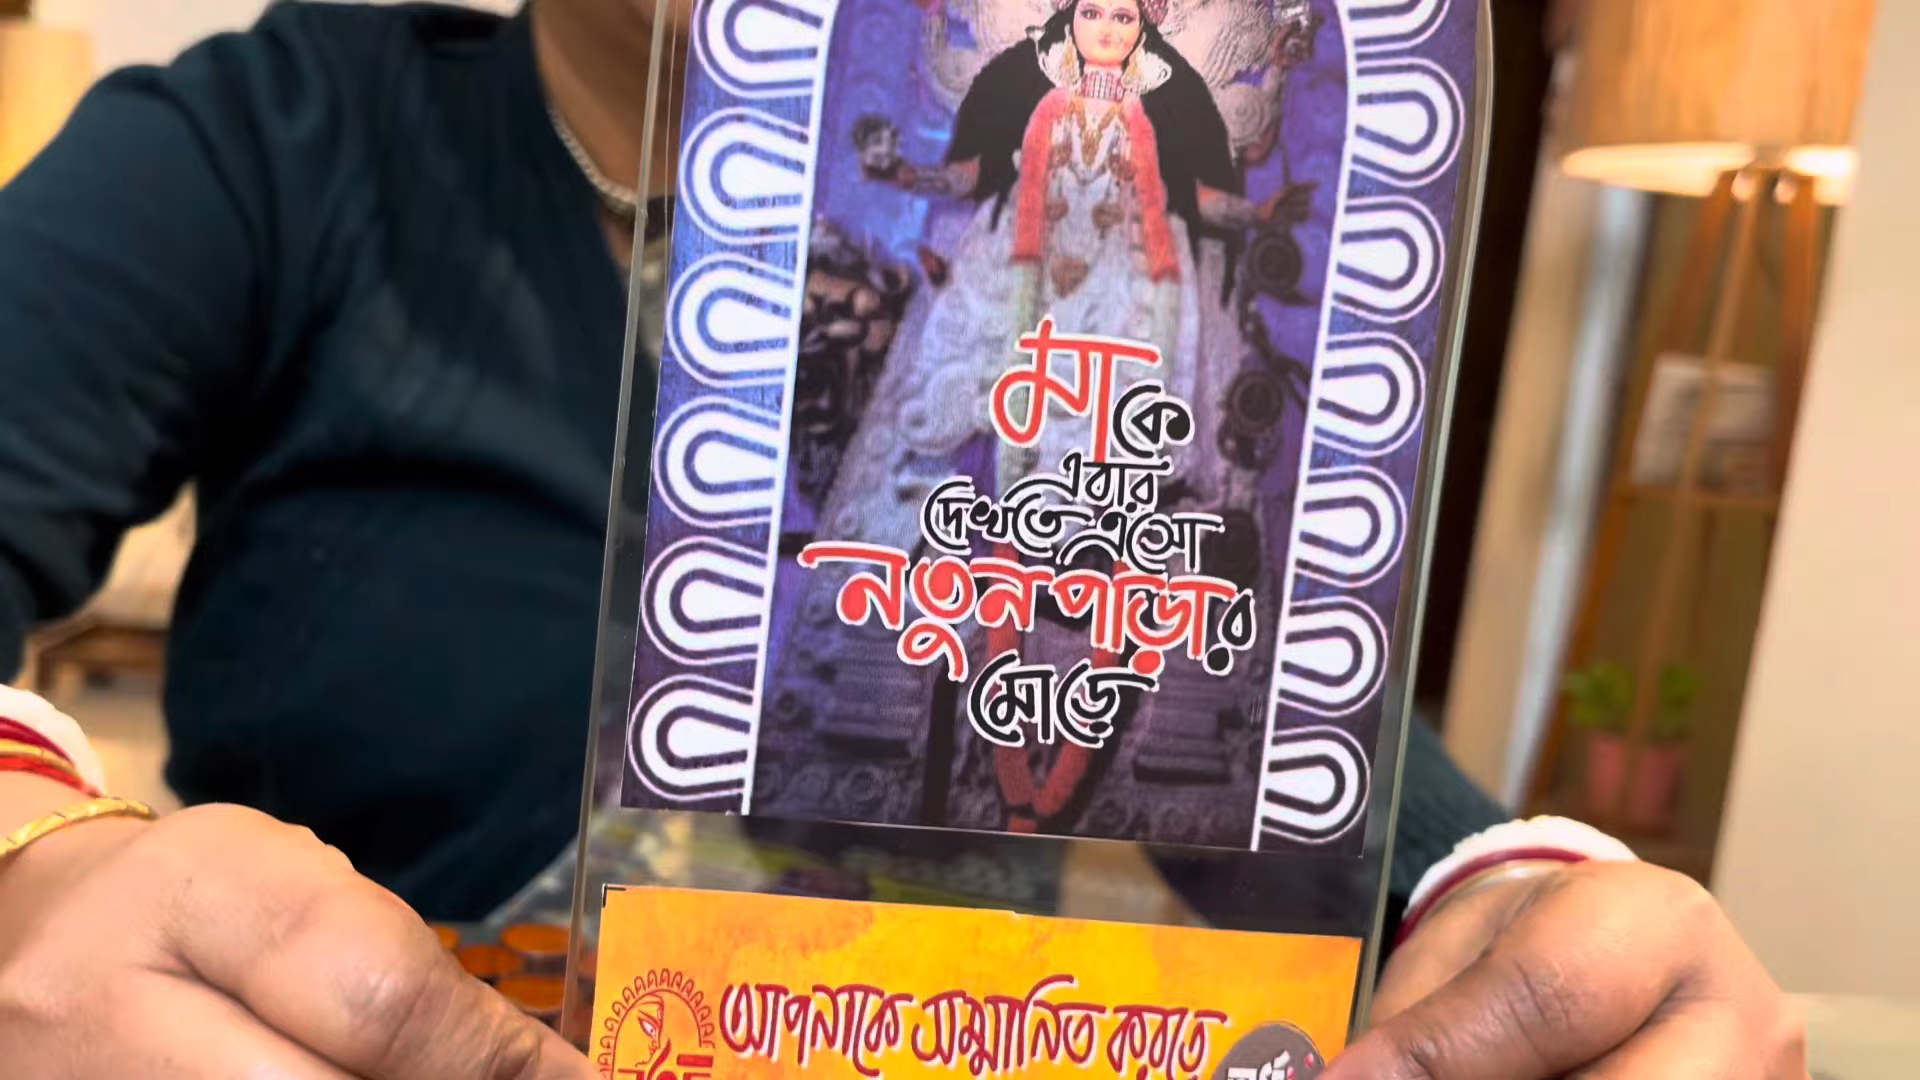 মাকে
এবার
দেখতে এসো
নতুনপাড়ার
মোড়ে
আপনাকে সম্মানিত করতে